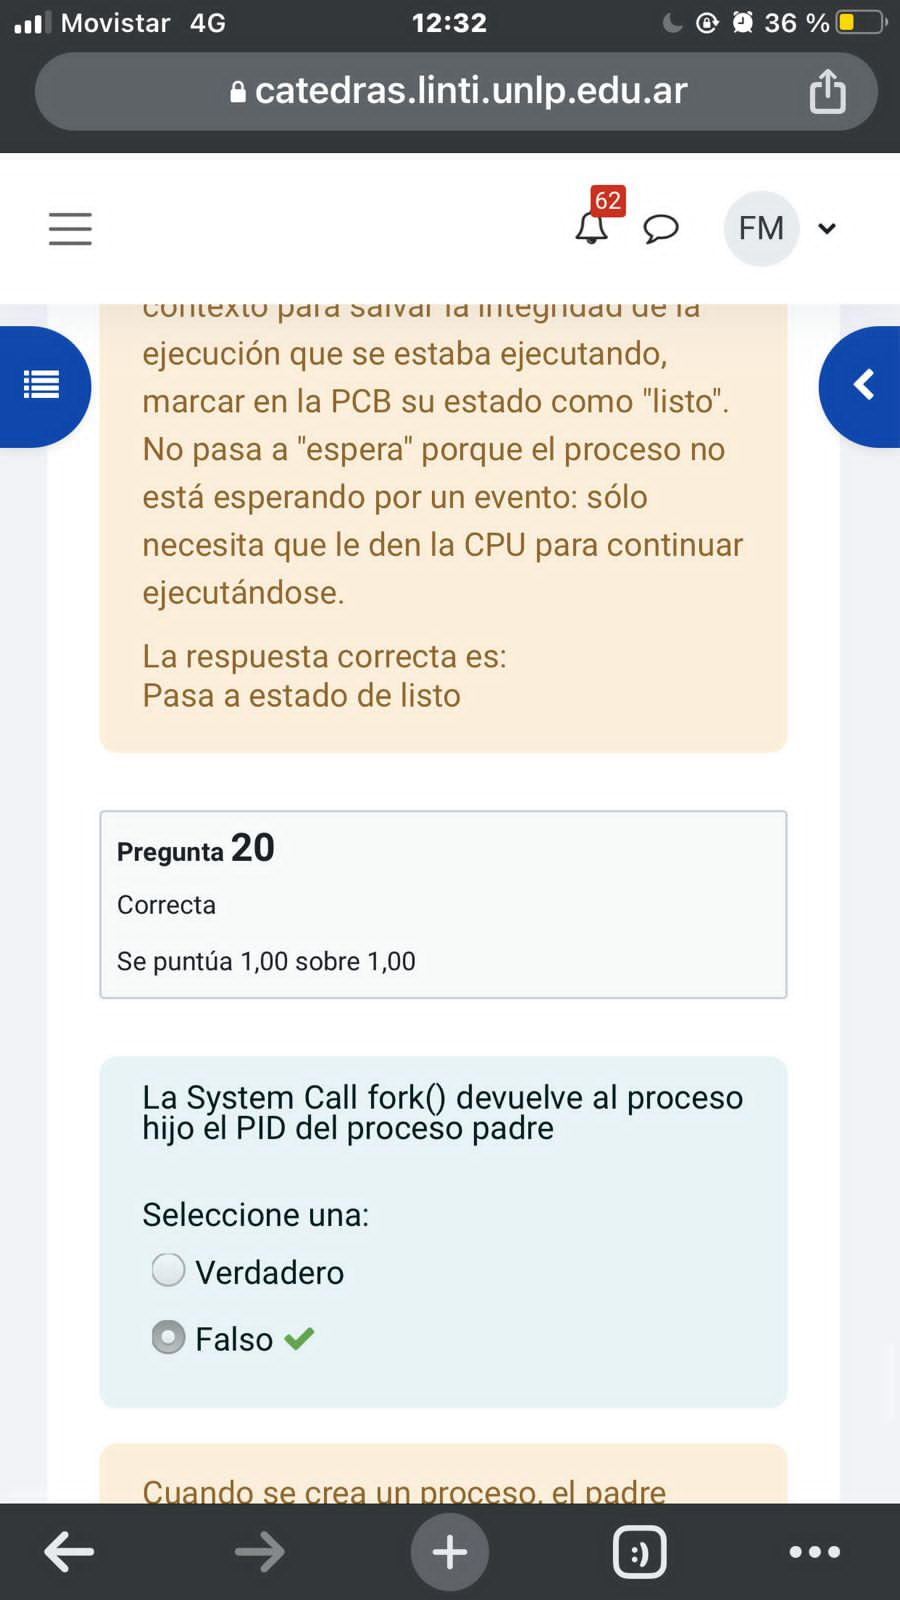 Movistar 4G 12:32 36 %
catedras.linti.unlp.edu.ar
62
FM
contexto para salvar la integridad de la
ejecución que se estaba ejecutando,
marcar en la PCB su estado como "listo".
No pasa a "espera" porque el proceso no
está esperando por un evento: sólo
necesita que le den la CPU para continuar
ejecutándose.
La respuesta correcta es:
Pasa a estado de listo
Pregunta 20
Correcta
Se puntúa 1,00 sobre 1,00
La System Call fork() devuelve al proceso
hijo el PID del proceso padre
Seleccione una:
Verdadero
Falso
Cuando se crea un proceso, el padre
:)